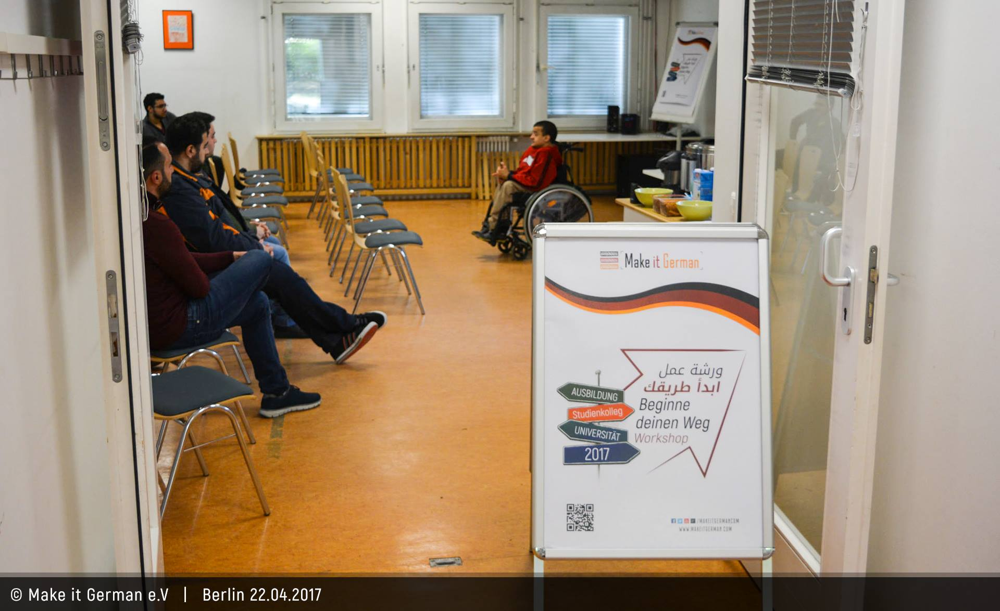 Make it German
ورشة عمل
ابدأ طريقك
Beginne
deinen Weg
Workshop
AUSBILDUNG
Studienkolleg
UNIVERSITÄT
2017
/MAKEITGERMANCOM
WWW.MAKEITGERMAN.COM
© Make it German e.V | Berlin 22.04.2017